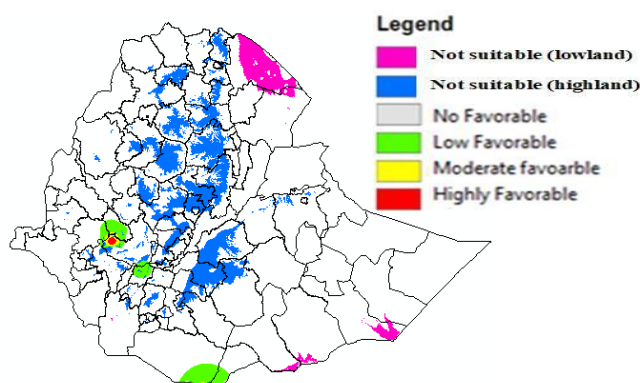 Legend
Not suitable (lowland)
Not suitable (highland)
No Favorable
Low Favorable
Moderate favoarble
Highly Favorable